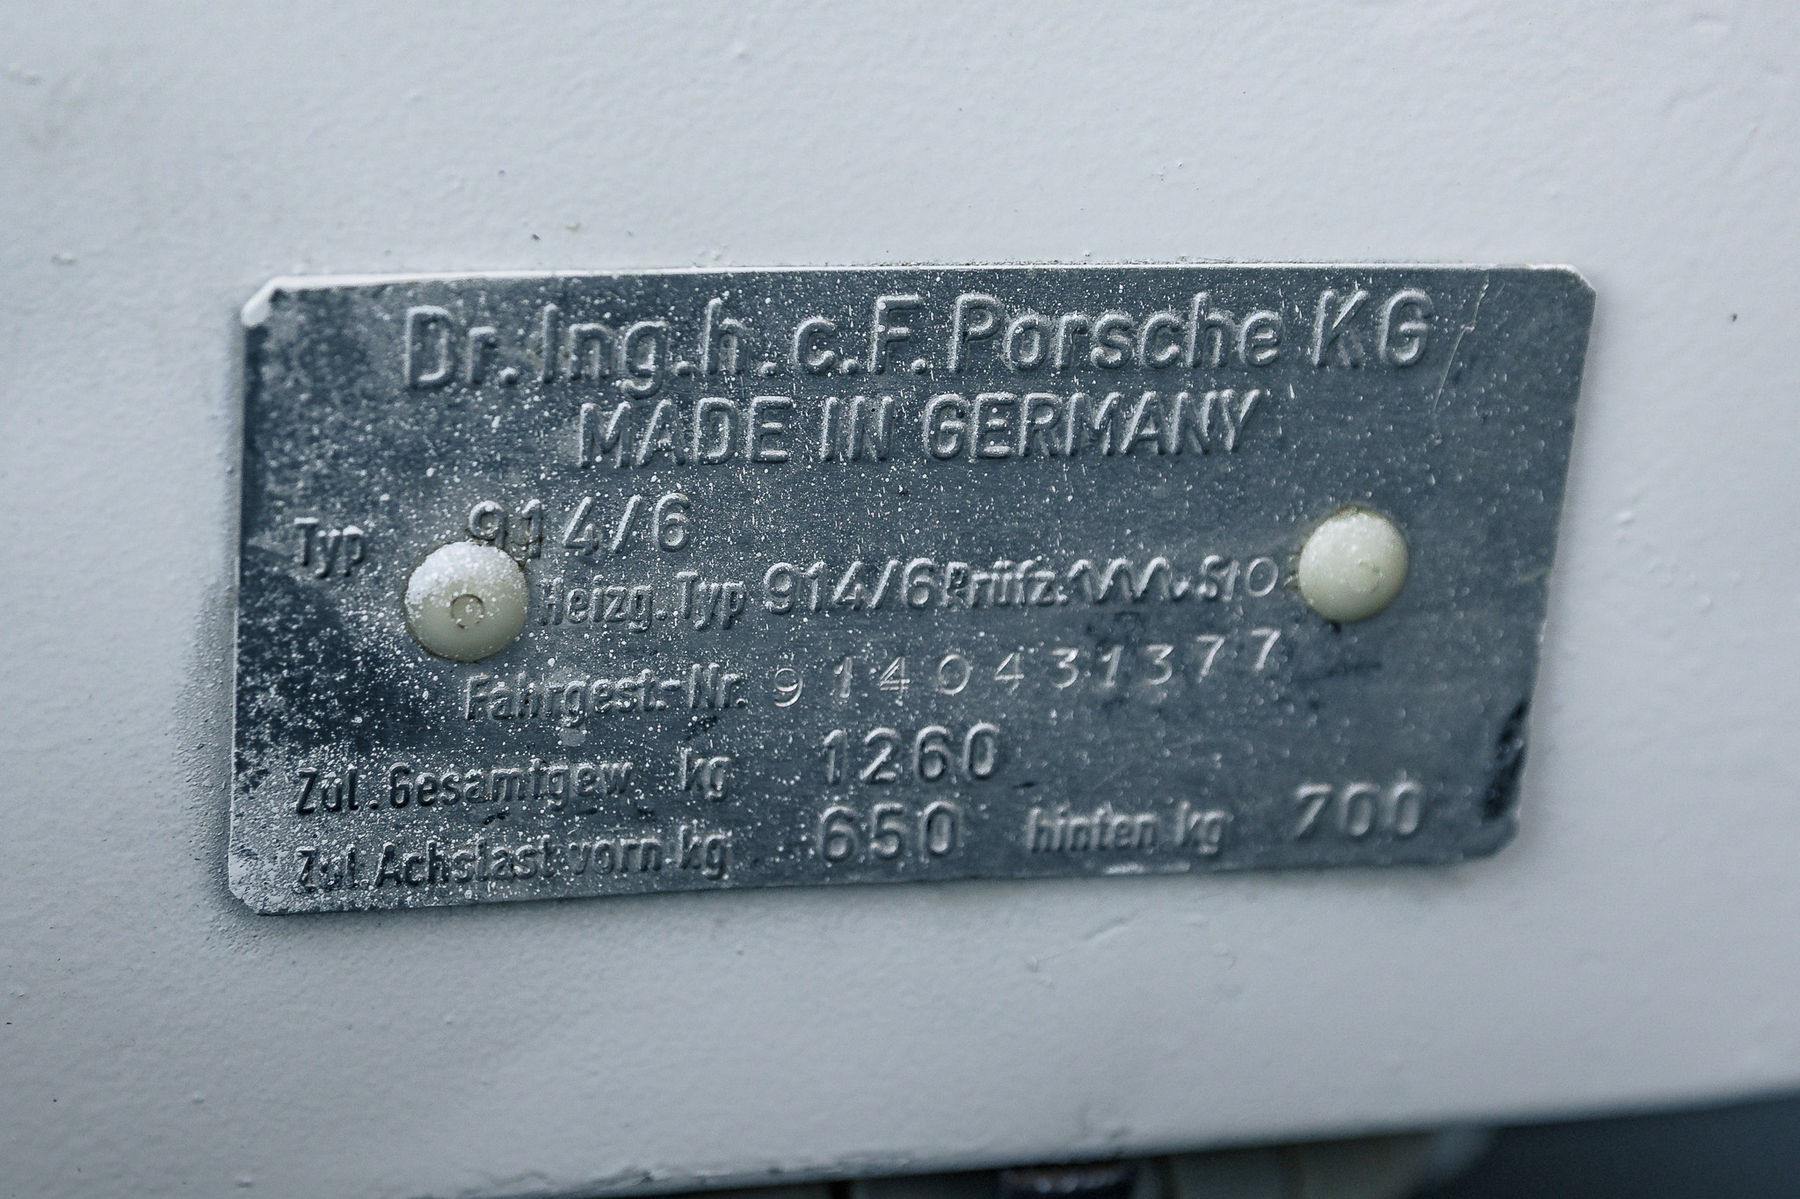 Dr. Ing. h. c. F. Porsche KG
MADE IN GERMANY
Typ 914/6
Heizg. Typ 914/6 Prüfz. S10
Fahrgest.-Nr. 9140431377
Zul. Gesamtgew kg 1260
Zul. Achslast vorn kg 650 hinten kg 700